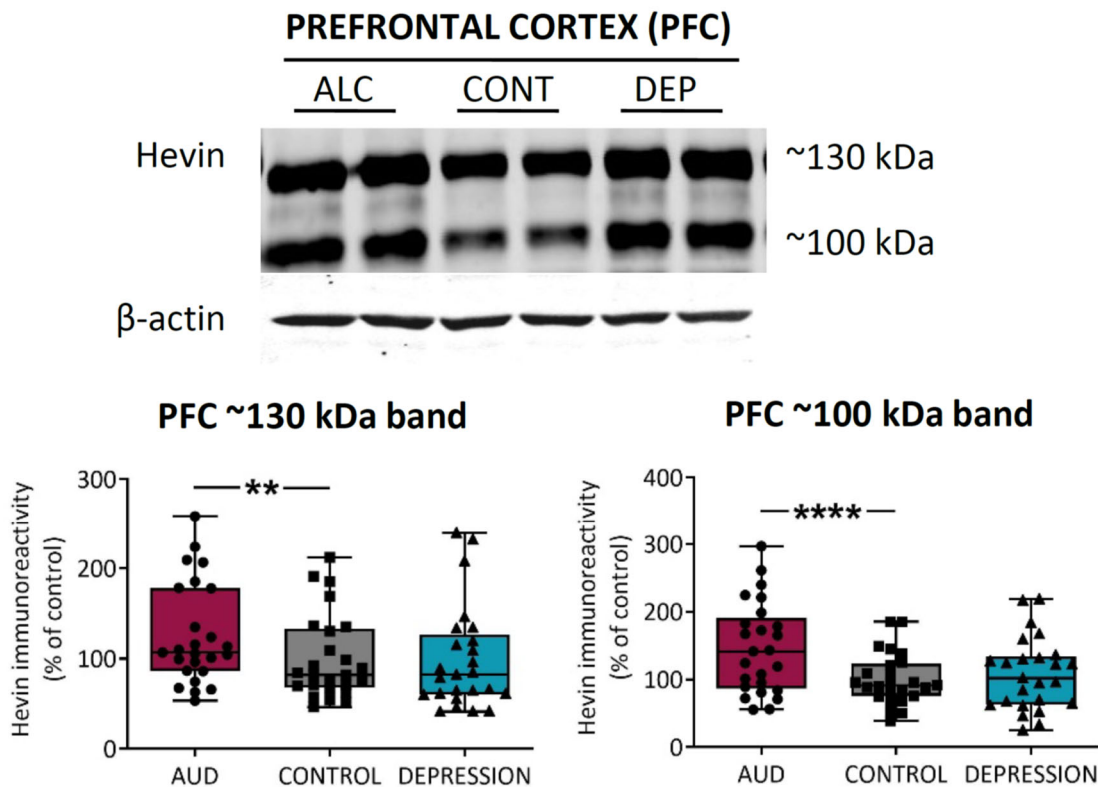 PREFRONTAL CORTEX (PFC)
ALC CONT DEP
Hevin ~130 kDa
~100 kDa
β-actin
PFC ~130 kDa band
Hevin immunoreactivity
(% of control)
300
200
100
0
**
AUD CONTROL DEPRESSION
PFC ~100 kDa band
Hevin immunoreactivity
(% of control)
400
300
200
100
0
****
AUD CONTROL DEPRESSION